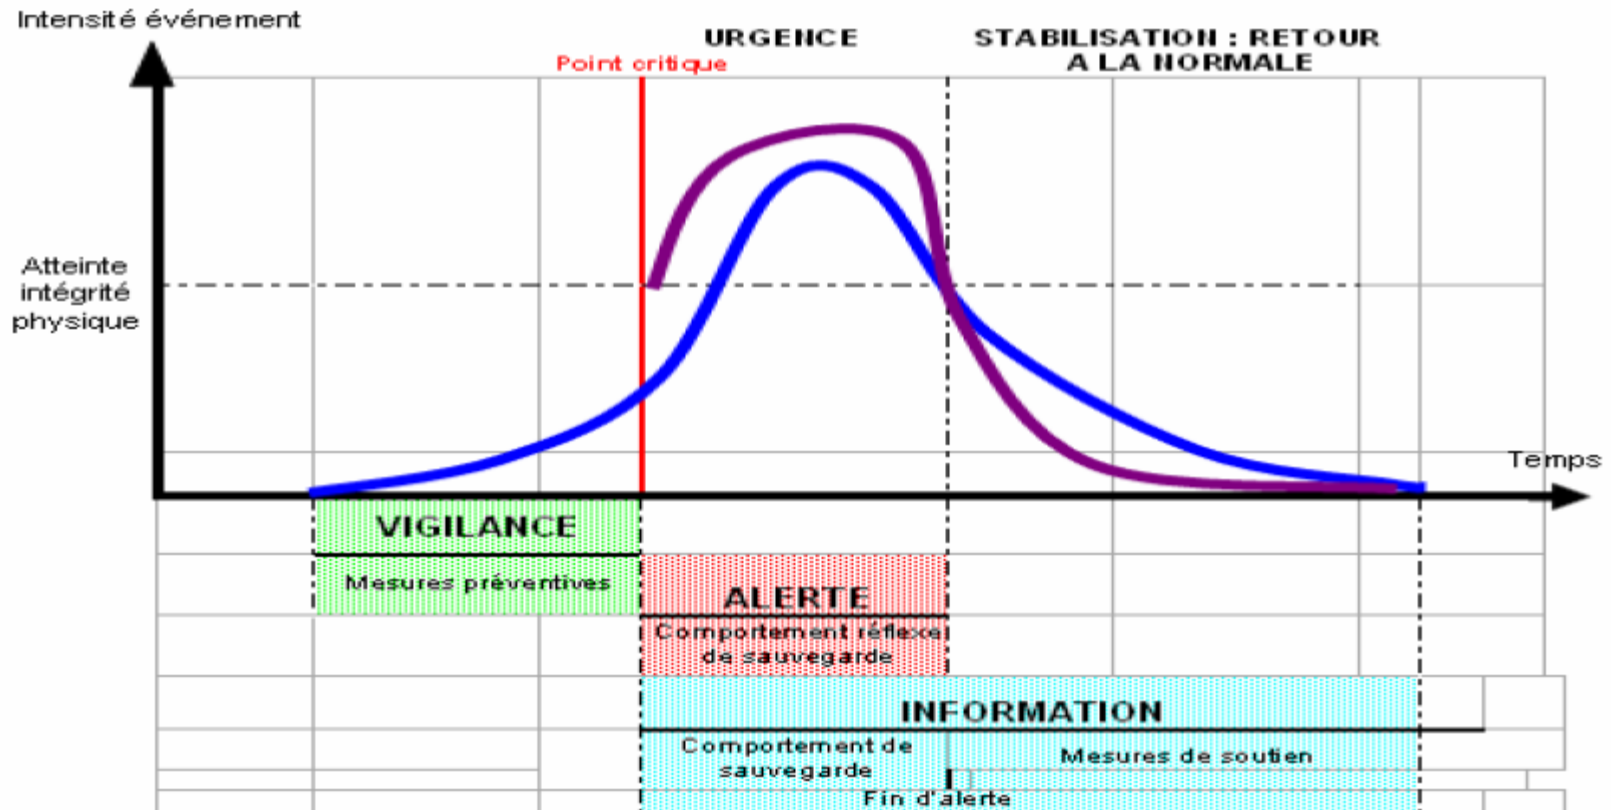 Intensité événement
URGENCE
STABILISATION : RETOUR
A LA NORMALE
Point critique
Atteinte
intégrité
physique
Temps
VIGILANCE
Mesures préventives
ALERTE
Comportement réflexe
de sauvegarde
INFORMATION
Comportement de
sauvegarde
Mesures de soutien
Fin d'alerte